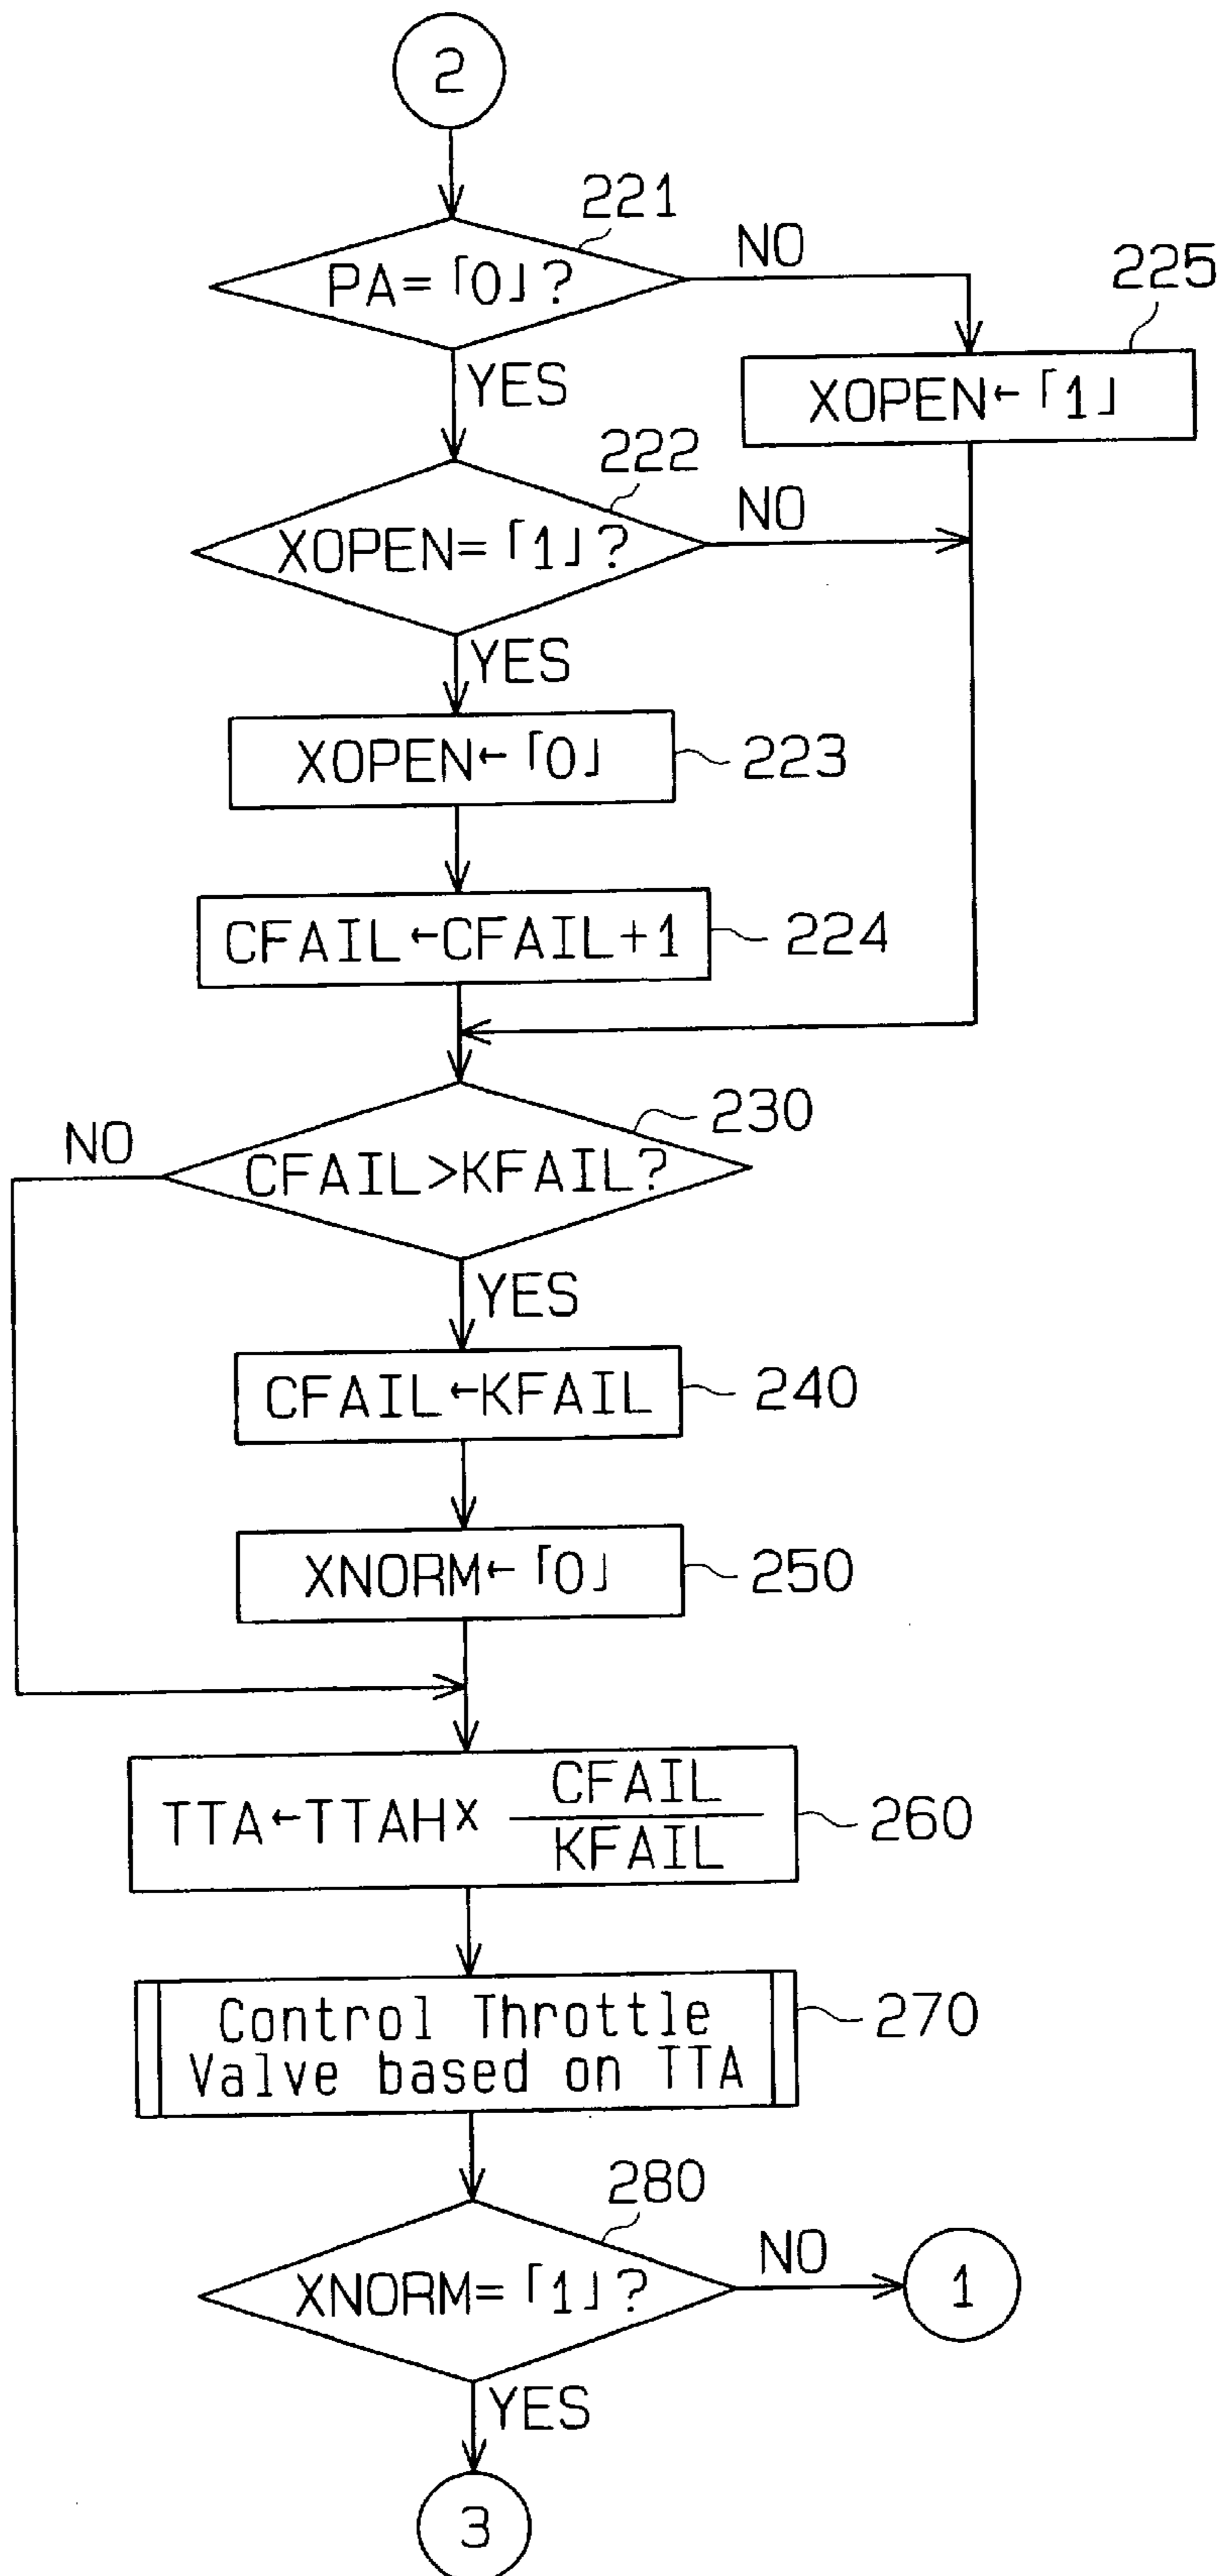 2
221
PA=「0」?
NO
225
YES
XOPEN←「1」
222
XOPEN=「1」?
NO
YES
XOPEN←「0」
223
CFAIL←CFAIL+1
224
230
NO
CFAIL>KFAIL?
YES
CFAIL←KFAIL
240
XNORM←「0」
250
TTA←TTAH×
CFAIL
KFAIL
260
Control Throttle
Valve based on TTA
270
280
XNORM=「1」?
NO
1
YES
3